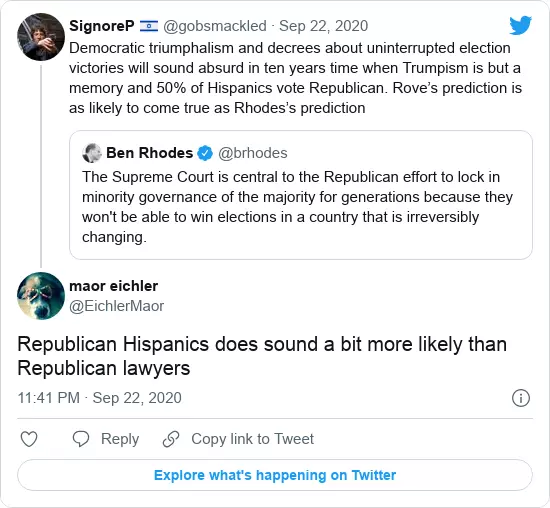 SignoreP 🇮🇱 @gobsmackled · Sep 22, 2020
Democratic triumphalism and decrees about uninterrupted election
victories will sound absurd in ten years time when Trumpism is but a
memory and 50% of Hispanics vote Republican. Rove’s prediction is
as likely to come true as Rhodes’s prediction
Ben Rhodes @brhodes
The Supreme Court is central to the Republican effort to lock in
minority governance of the majority for generations because they
won't be able to win elections in a country that is irreversibly
changing.
maor eichler
@EichlerMaor
Republican Hispanics does sound a bit more likely than
Republican lawyers
11:41 PM · Sep 22, 2020
Reply Copy link to Tweet
Explore what's happening on Twitter